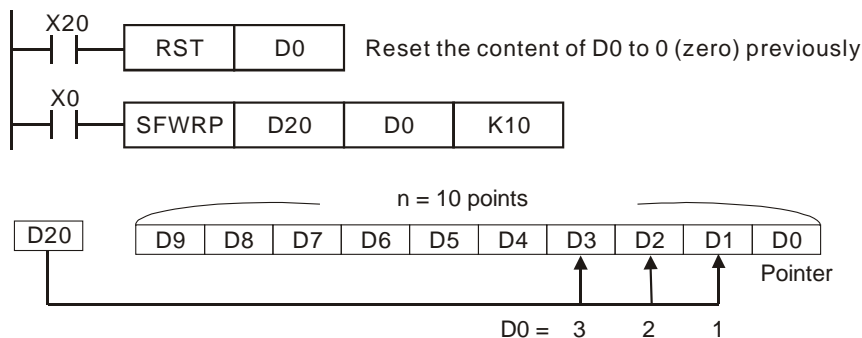 X20
RST D0 Reset the content of D0 to 0 (zero) previously
X0
SFWRP D20 D0 K10
n = 10 points
D20 D9 D8 D7 D6 D5 D4 D3 D2 D1 D0
Pointer
D0 = 3 2 1